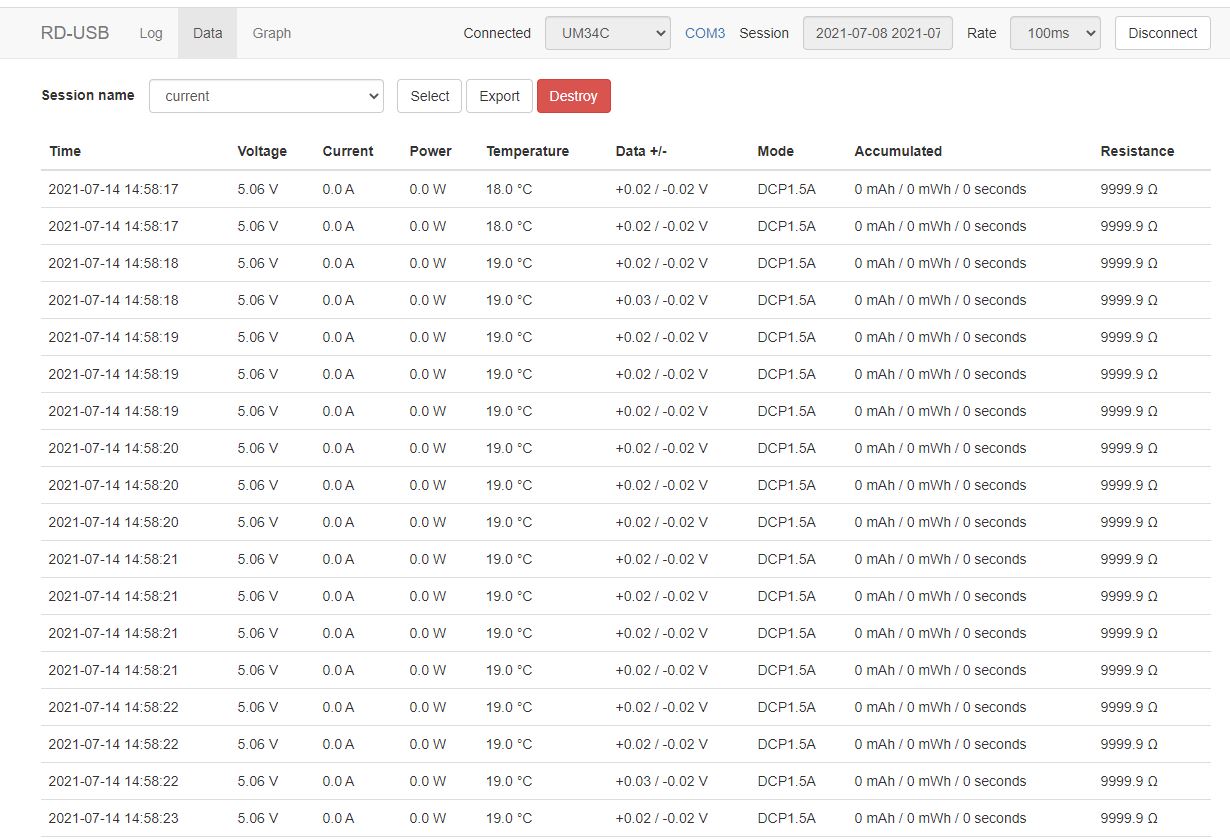 RD-USB Log Data Graph Connected UM34C COM3 Session 2021-07-08 2021-07 Rate 100ms Disconnect
Session name current Select Export Destroy
Time Voltage Current Power Temperature Data +/- Mode Accumulated Resistance
2021-07-14 14:58:17 5.06 V 0.0 A 0.0 W 18.0 °C +0.02 / -0.02 V DCP1.5A 0 mAh / 0 mWh / 0 seconds 9999.9 Ω
2021-07-14 14:58:17 5.06 V 0.0 A 0.0 W 18.0 °C +0.02 / -0.02 V DCP1.5A 0 mAh / 0 mWh / 0 seconds 9999.9 Ω
2021-07-14 14:58:18 5.06 V 0.0 A 0.0 W 19.0 °C +0.02 / -0.02 V DCP1.5A 0 mAh / 0 mWh / 0 seconds 9999.9 Ω
2021-07-14 14:58:18 5.06 V 0.0 A 0.0 W 19.0 °C +0.03 / -0.02 V DCP1.5A 0 mAh / 0 mWh / 0 seconds 9999.9 Ω
2021-07-14 14:58:19 5.06 V 0.0 A 0.0 W 19.0 °C +0.02 / -0.02 V DCP1.5A 0 mAh / 0 mWh / 0 seconds 9999.9 Ω
2021-07-14 14:58:19 5.06 V 0.0 A 0.0 W 19.0 °C +0.02 / -0.02 V DCP1.5A 0 mAh / 0 mWh / 0 seconds 9999.9 Ω
2021-07-14 14:58:19 5.06 V 0.0 A 0.0 W 19.0 °C +0.02 / -0.02 V DCP1.5A 0 mAh / 0 mWh / 0 seconds 9999.9 Ω
2021-07-14 14:58:20 5.06 V 0.0 A 0.0 W 19.0 °C +0.02 / -0.02 V DCP1.5A 0 mAh / 0 mWh / 0 seconds 9999.9 Ω
2021-07-14 14:58:20 5.06 V 0.0 A 0.0 W 19.0 °C +0.02 / -0.02 V DCP1.5A 0 mAh / 0 mWh / 0 seconds 9999.9 Ω
2021-07-14 14:58:20 5.06 V 0.0 A 0.0 W 19.0 °C +0.02 / -0.02 V DCP1.5A 0 mAh / 0 mWh / 0 seconds 9999.9 Ω
2021-07-14 14:58:21 5.06 V 0.0 A 0.0 W 19.0 °C +0.02 / -0.02 V DCP1.5A 0 mAh / 0 mWh / 0 seconds 9999.9 Ω
2021-07-14 14:58:21 5.06 V 0.0 A 0.0 W 19.0 °C +0.02 / -0.02 V DCP1.5A 0 mAh / 0 mWh / 0 seconds 9999.9 Ω
2021-07-14 14:58:21 5.06 V 0.0 A 0.0 W 19.0 °C +0.02 / -0.02 V DCP1.5A 0 mAh / 0 mWh / 0 seconds 9999.9 Ω
2021-07-14 14:58:21 5.06 V 0.0 A 0.0 W 19.0 °C +0.02 / -0.02 V DCP1.5A 0 mAh / 0 mWh / 0 seconds 9999.9 Ω
2021-07-14 14:58:22 5.06 V 0.0 A 0.0 W 19.0 °C +0.02 / -0.02 V DCP1.5A 0 mAh / 0 mWh / 0 seconds 9999.9 Ω
2021-07-14 14:58:22 5.06 V 0.0 A 0.0 W 19.0 °C +0.02 / -0.02 V DCP1.5A 0 mAh / 0 mWh / 0 seconds 9999.9 Ω
2021-07-14 14:58:22 5.06 V 0.0 A 0.0 W 19.0 °C +0.03 / -0.02 V DCP1.5A 0 mAh / 0 mWh / 0 seconds 9999.9 Ω
2021-07-14 14:58:23 5.06 V 0.0 A 0.0 W 19.0 °C +0.02 / -0.02 V DCP1.5A 0 mAh / 0 mWh / 0 seconds 9999.9 Ω